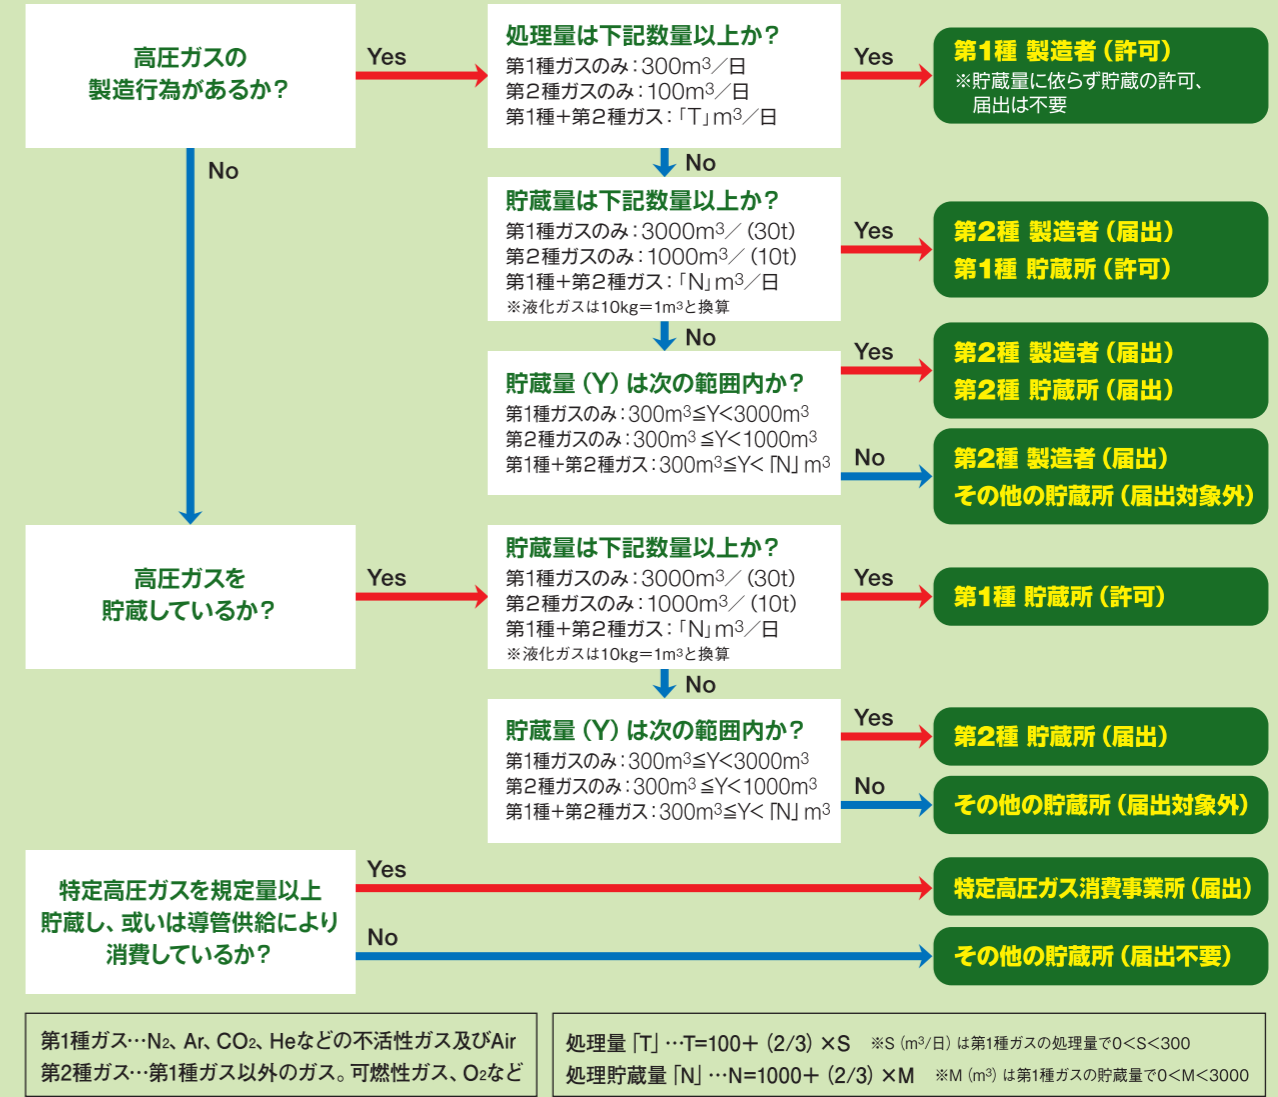 高圧ガスの
製造行為があるか?
Yes
処理量は下記数量以上か?
第1種ガスのみ:300m³/日
第2種ガスのみ:100m³/日
第1種+第2種ガス:「T」m³/日
Yes
第1種 製造者(許可)
※貯蔵量に依らず貯蔵の許可、
届出は不要
No
No
貯蔵量は下記数量以上か?
第1種ガスのみ:3000m³/(30t)
第2種ガスのみ:1000m³/(10t)
第1種+第2種ガス:「N」m³/日
※液化ガスは10kg=1m³と換算
Yes
第2種 製造者(届出)
第1種 貯蔵所(許可)
No
貯蔵量(Y)は次の範囲内か?
第1種ガスのみ:300m³≦Y<3000m³
第2種ガスのみ:300m³≦Y<1000m³
第1種+第2種ガス:300m³≦Y<「N」m³
Yes
第2種 製造者(届出)
第2種 貯蔵所(届出)
No
第2種 製造者(届出)
その他の貯蔵所(届出対象外)
高圧ガスを
貯蔵しているか?
Yes
貯蔵量は下記数量以上か?
第1種ガスのみ:3000m³/(30t)
第2種ガスのみ:1000m³/(10t)
第1種+第2種ガス:「N」m³/日
※液化ガスは10kg=1m³と換算
Yes
第1種 貯蔵所(許可)
No
貯蔵量(Y)は次の範囲内か?
第1種ガスのみ:300m³≦Y<3000m³
第2種ガスのみ:300m³≦Y<1000m³
第1種+第2種ガス:300m³≦Y<「N」m³
Yes
第2種 貯蔵所(届出)
No
その他の貯蔵所(届出対象外)
特定高圧ガスを規定量以上
貯蔵し、或いは導管供給により
消費しているか?
Yes
特定高圧ガス消費事業所(届出)
No
その他の貯蔵所(届出不要)
第1種ガス…N₂、Ar、CO₂、Heなどの不活性ガス及びAir
第2種ガス…第1種ガス以外のガス。可燃性ガス、O₂など
処理量「T」…T=100+(2/3)×S ※S(m³/日)は第1種ガスの処理量で0<S<300
処理貯蔵量「N」…N=1000+(2/3)×M ※M(m³)は第1種ガスの貯蔵量で0<M<3000